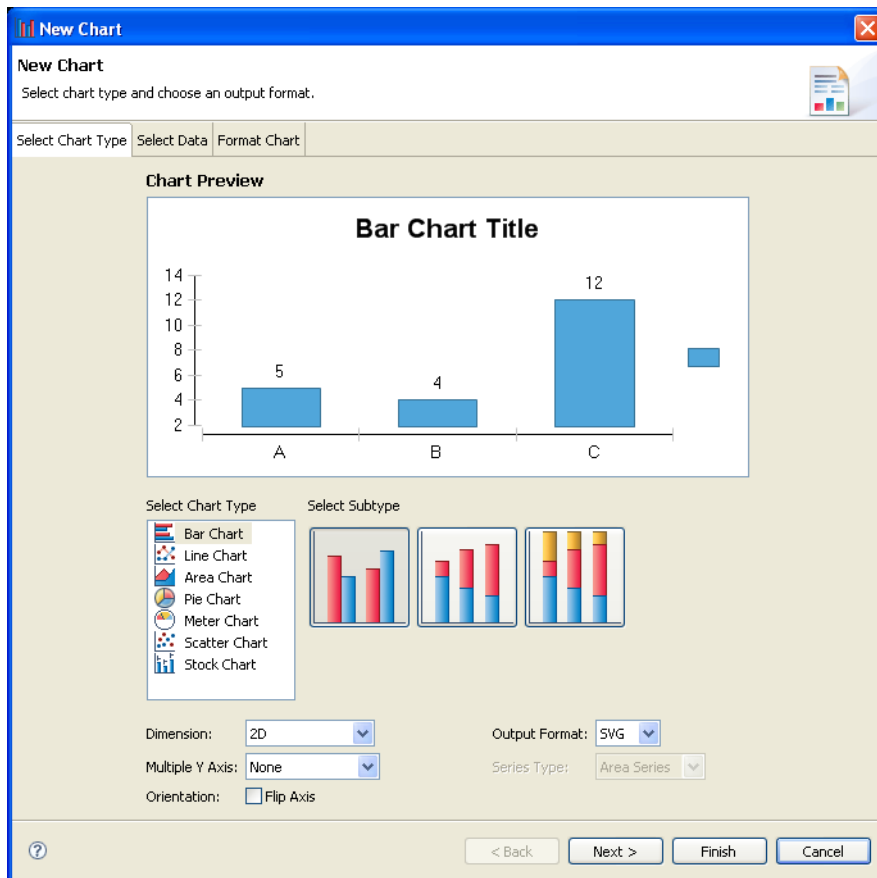 New Chart
New Chart
Select chart type and choose an output format.
Select Chart Type Select Data Format Chart
Chart Preview
Bar Chart Title
14
12
10
8
6
4
2
5
4
12
A B C
Select Chart Type Select Subtype
Bar Chart
Line Chart
Area Chart
Pie Chart
Meter Chart
Scatter Chart
Stock Chart
Dimension: 2D Output Format: SVG
Multiple Y Axis: None Series Type: Area Series
Orientation: Flip Axis
? < Back Next > Finish Cancel